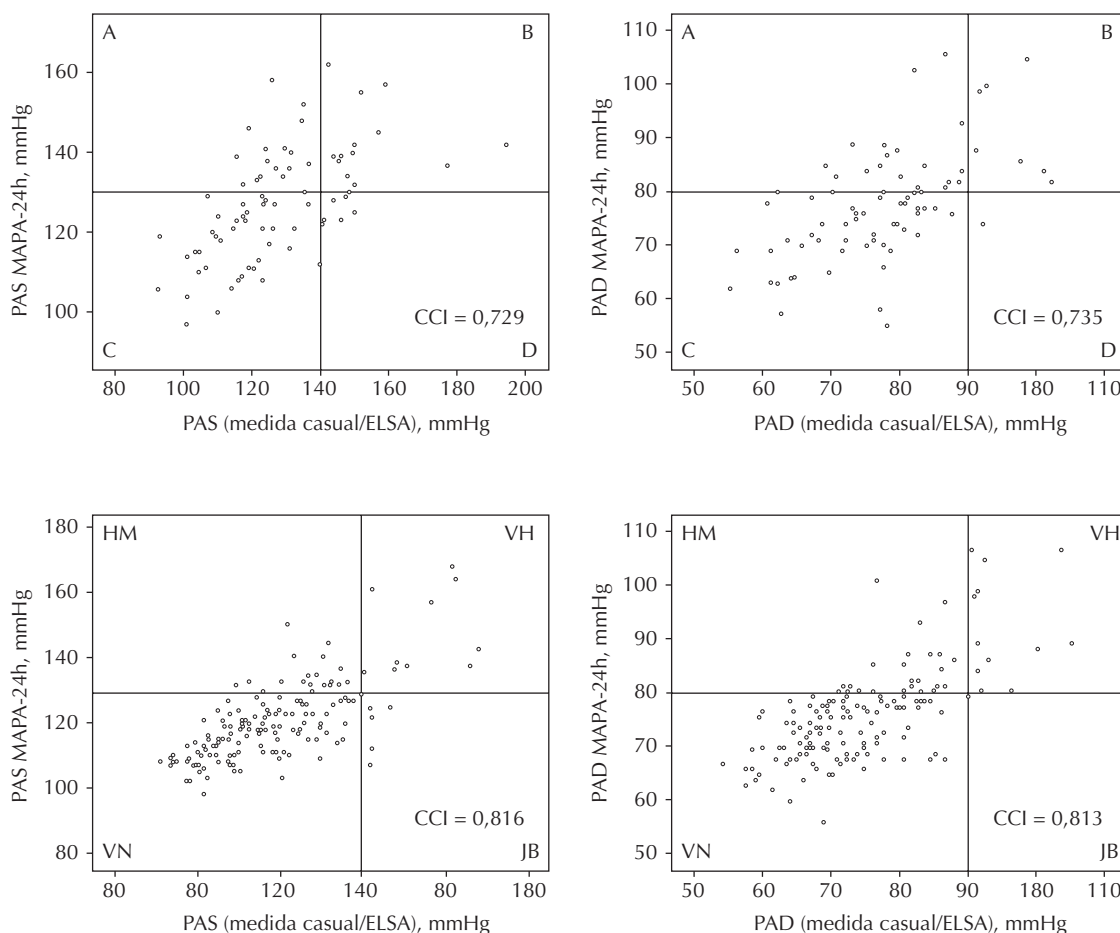 A B
160
140
120
100
PAS MAPA-24h, mmHg
CCI = 0,729
C D
80 100 120 140 160 180 200
PAS (medida casual/ELSA), mmHg
A B
110
100
90
80
70
60
50
PAD MAPA-24h, mmHg
CCI = 0,735
C D
50 60 70 80 90 180 110
PAD (medida casual/ELSA), mmHg
HM VH
180
160
140
120
100
80
PAS MAPA-24h, mmHg
CCI = 0,816
VN JB
80 80 120 140 80 180
PAS (medida casual/ELSA), mmHg
HM VH
110
100
90
80
70
60
50
PAD MAPA-24h, mmHg
CCI = 0,813
VN JB
50 60 70 80 90 180 110
PAD (medida casual/ELSA), mmHg